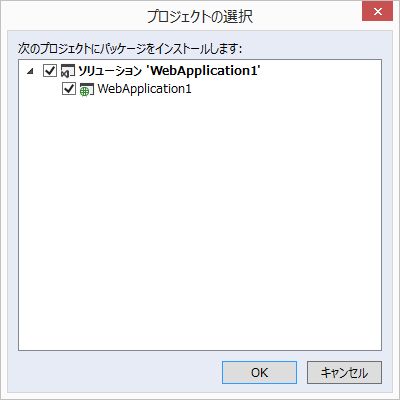 プロジェクトの選択
次のプロジェクトにパッケージをインストールします:
ソリューション 'WebApplication1'
WebApplication1
OK
キャンセル